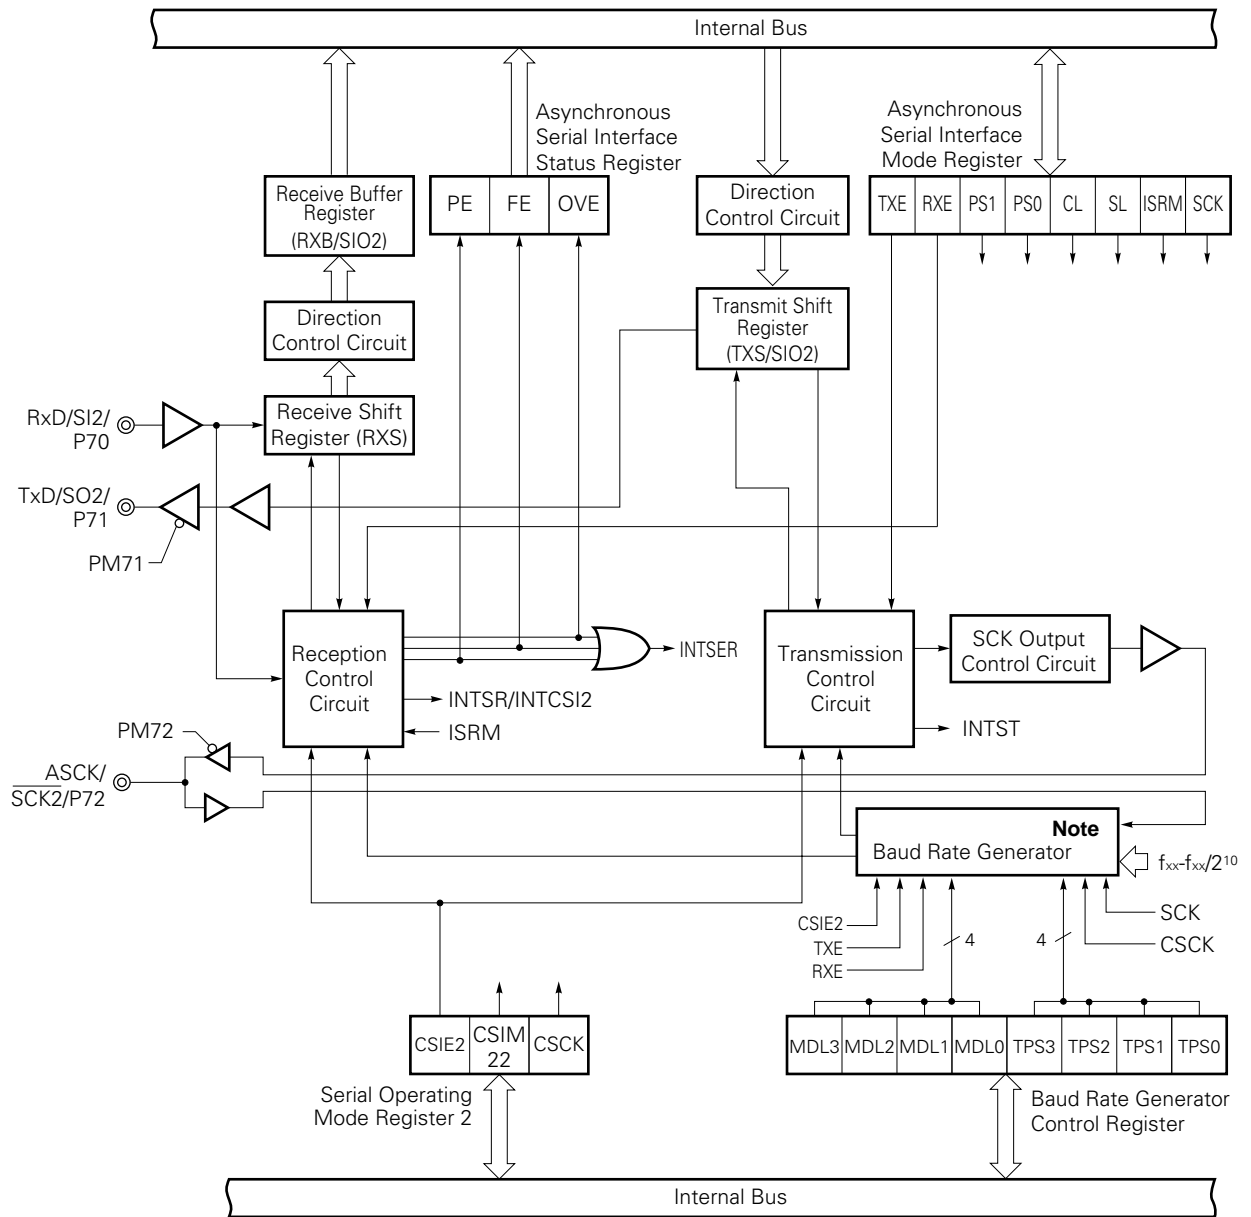 Internal Bus
Asynchronous
Serial Interface
Status Register
Asynchronous
Serial Interface
Mode Register
Receive Buffer
Register
(RXB/SIO2)
PE
FE
OVE
Direction
Control Circuit
TXE
RXE
PS1
PS0
CL
SL
ISRM
SCK
Direction
Control Circuit
Transmit Shift
Register
(TXS/SIO2)
RxD/SI2/
P70
Receive Shift
Register (RXS)
TxD/SO2/
P71
PM71
Reception
Control
Circuit
INTSER
INTSR/INTCSI2
ISRM
Transmission
Control
Circuit
SCK Output
Control Circuit
INTST
PM72
ASCK/
SCK2/P72
Note
Baud Rate Generator
fxx-fxx/2¹⁰
CSIE2
TXE
RXE
4
4
SCK
CSCK
CSIE2
CSIM
22
CSCK
MDL3
MDL2
MDL1
MDL0
TPS3
TPS2
TPS1
TPS0
Serial Operating
Mode Register 2
Baud Rate Generator
Control Register
Internal Bus